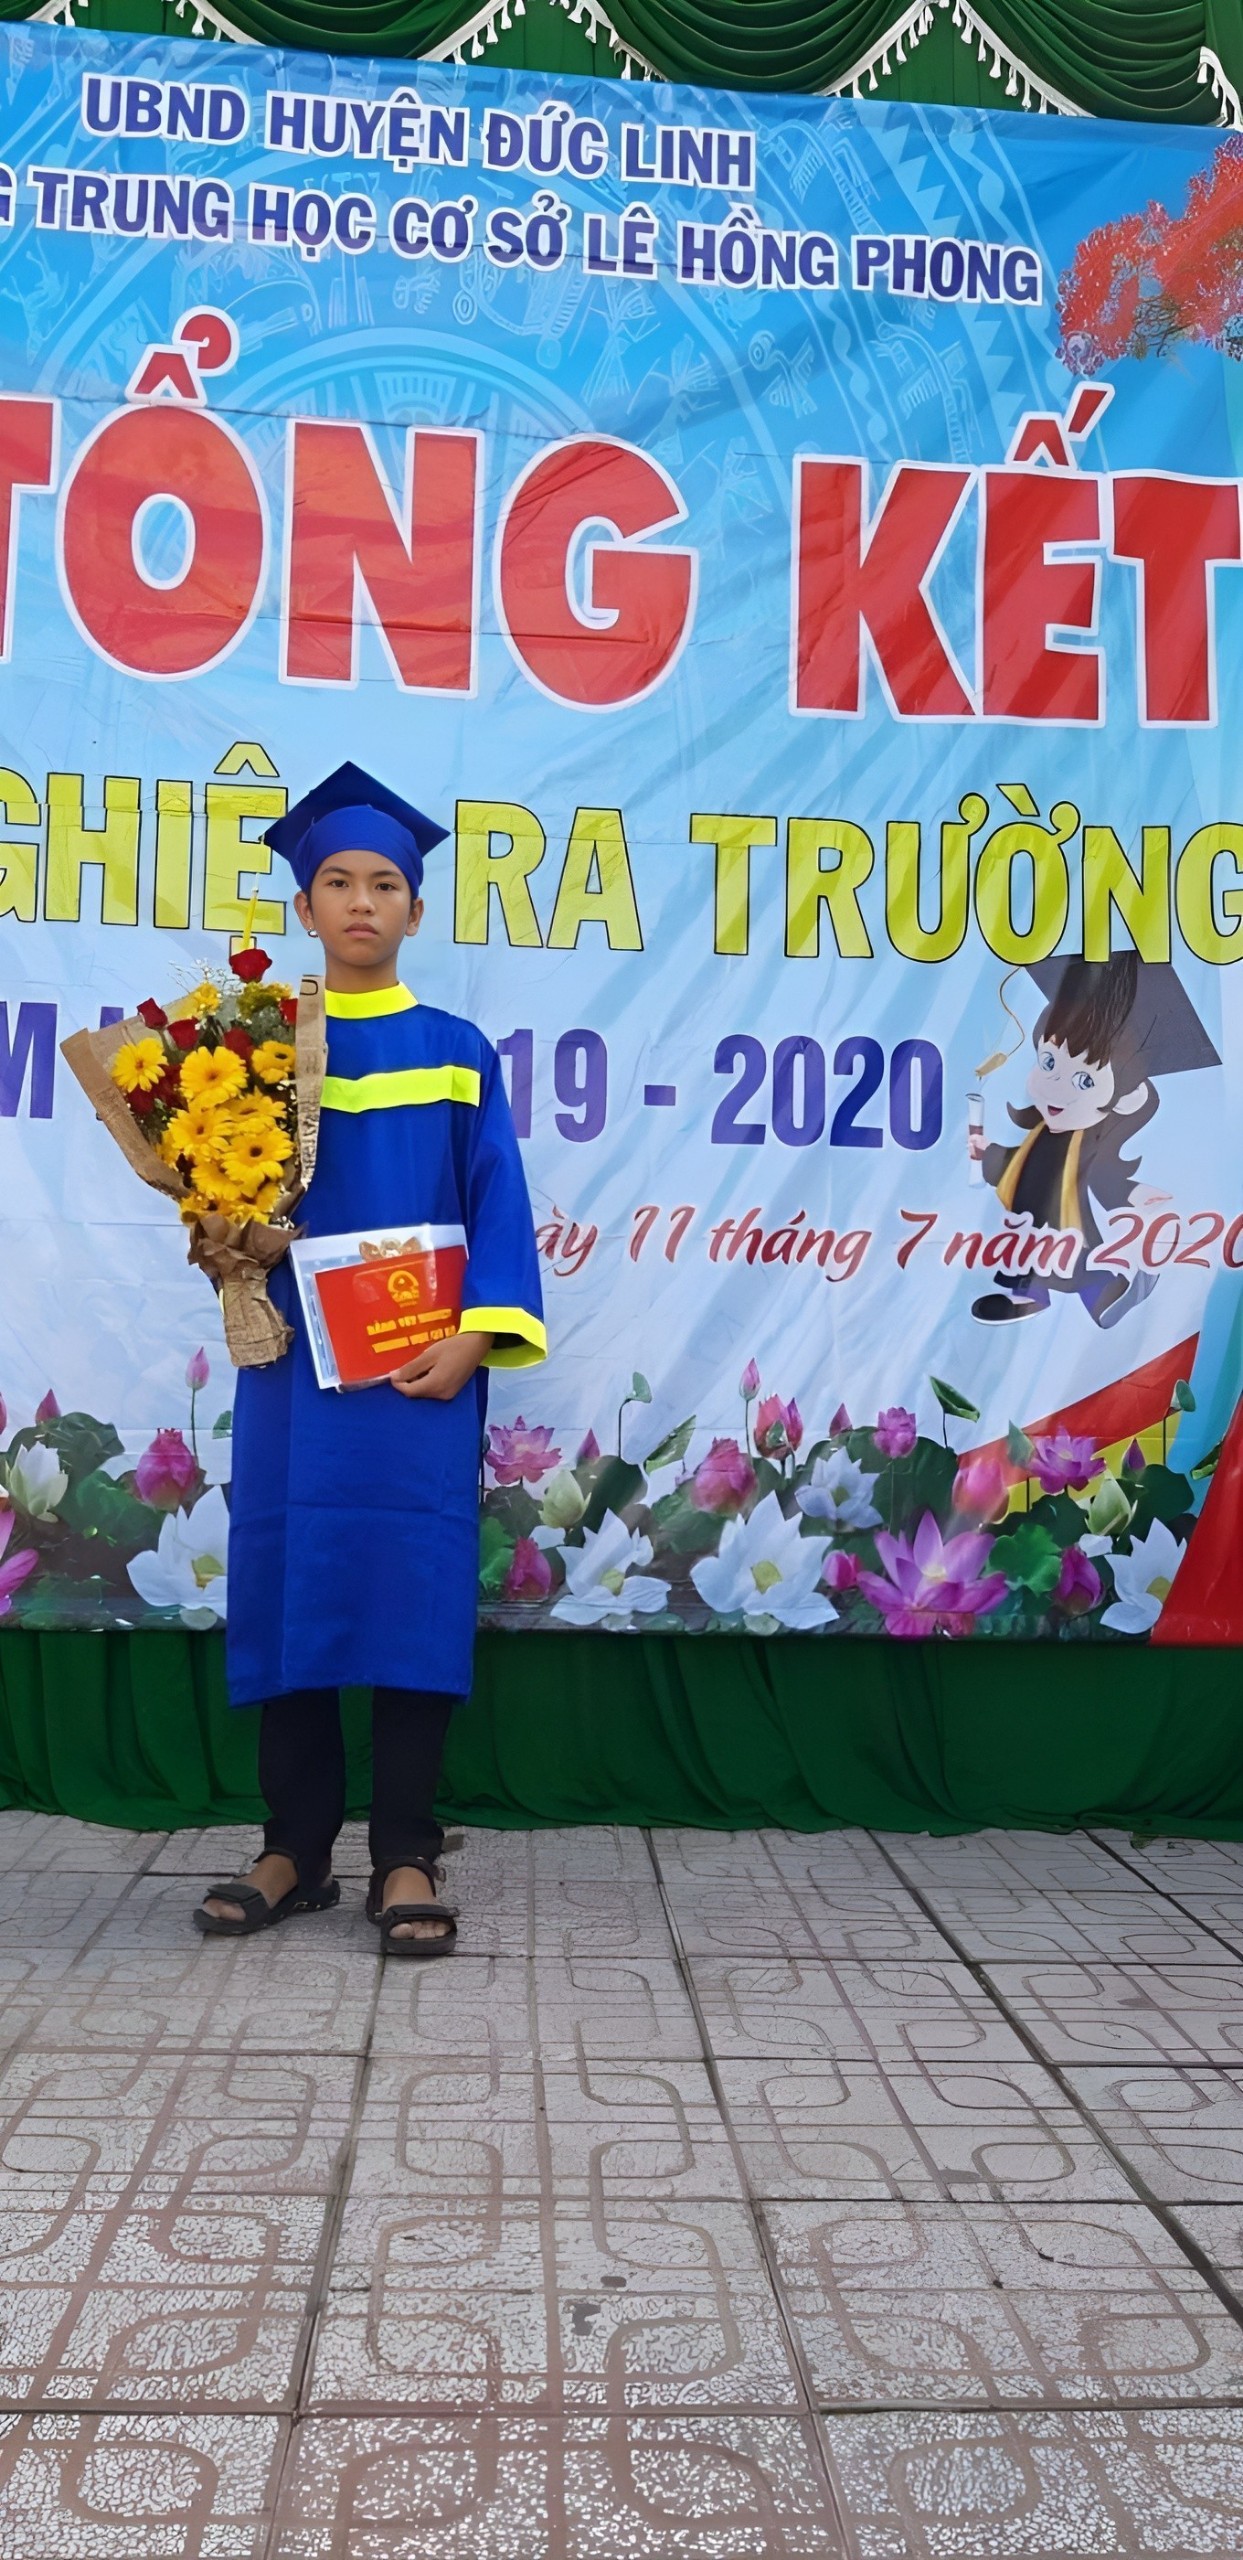 UBND HUYỆN ĐỨC LINH
G TRUNG HỌC CƠ SỞ LÊ HỒNG PHONG
TỔNG KẾT
GHIỆ RA TRƯỜNG
M 19 - 2020
ày 11 tháng 7 năm 2020